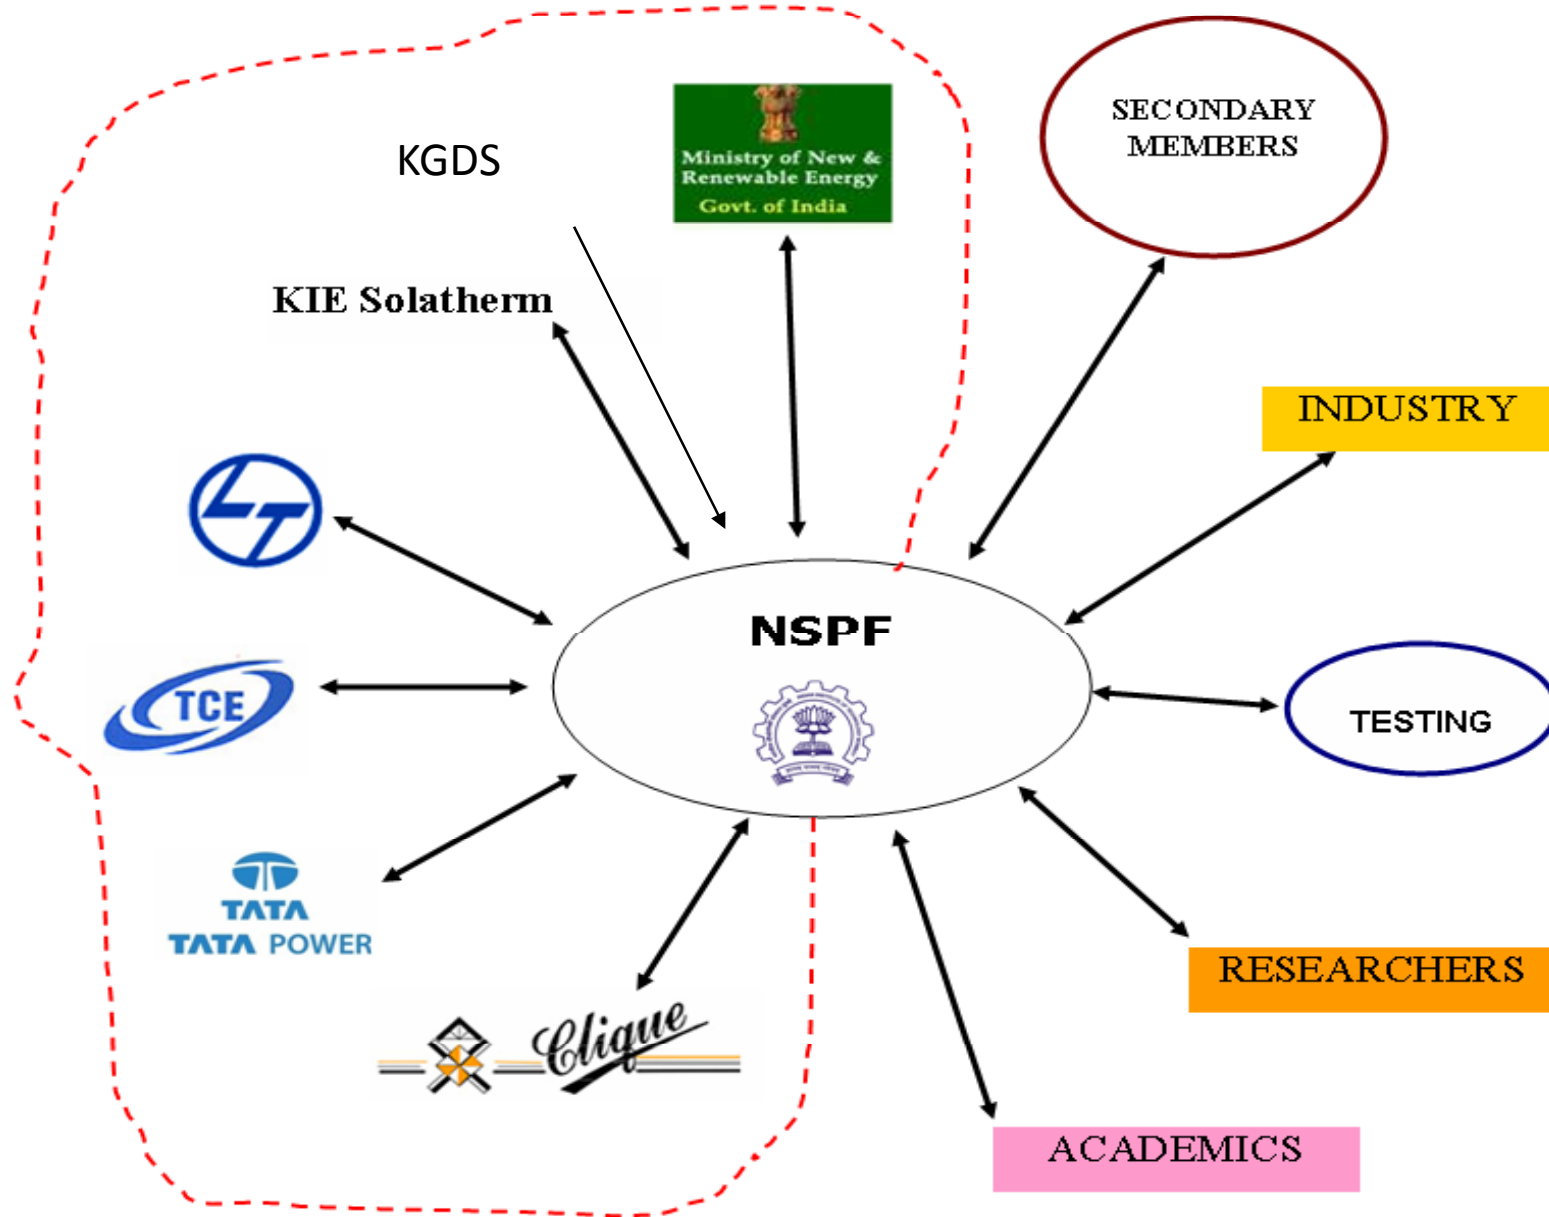 KGDS
Ministry of New &
Renewable Energy
Govt. of India
SECONDARY
MEMBERS
KIE Solatherm
INDUSTRY
LT
NSPF
TCE
TESTING
TATA
TATA POWER
RESEARCHERS
Clique
ACADEMICS